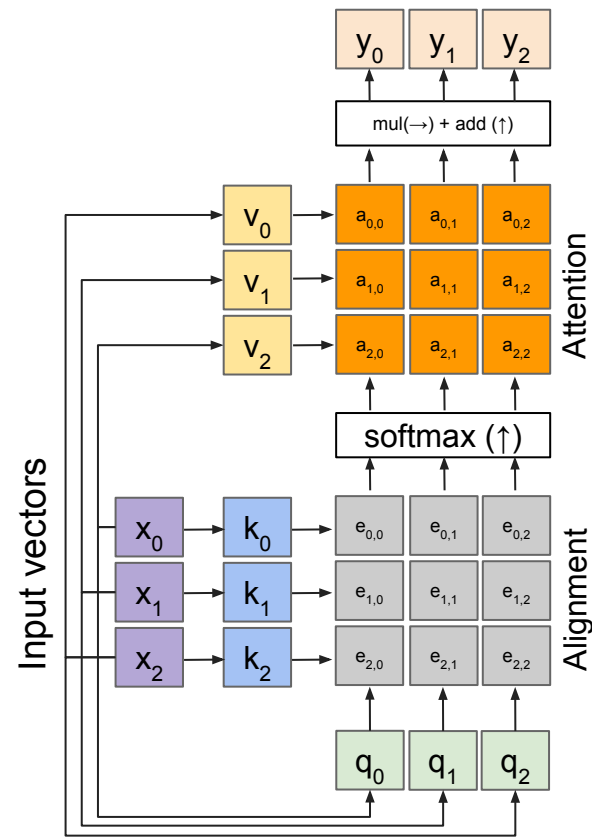 y0 y1 y2
mul(→) + add (↑)
v0 a0,0 a0,1 a0,2
v1 a1,0 a1,1 a1,2
v2 a2,0 a2,1 a2,2
Attention
softmax (↑)
Input vectors
x0 k0 e0,0 e0,1 e0,2
x1 k1 e1,0 e1,1 e1,2
x2 k2 e2,0 e2,1 e2,2
Alignment
q0 q1 q2